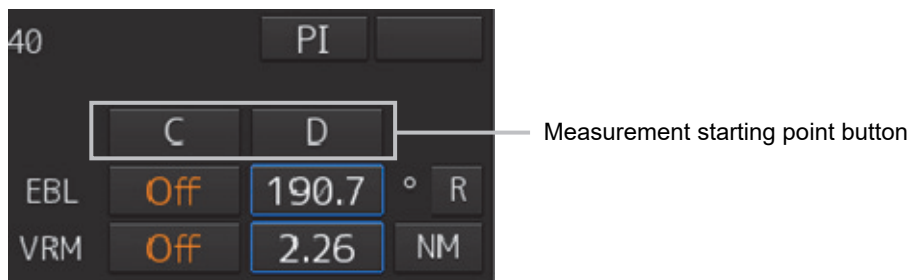 40 PI
C D Measurement starting point button
EBL Off 190.7 ° R
VRM Off 2.26 NM